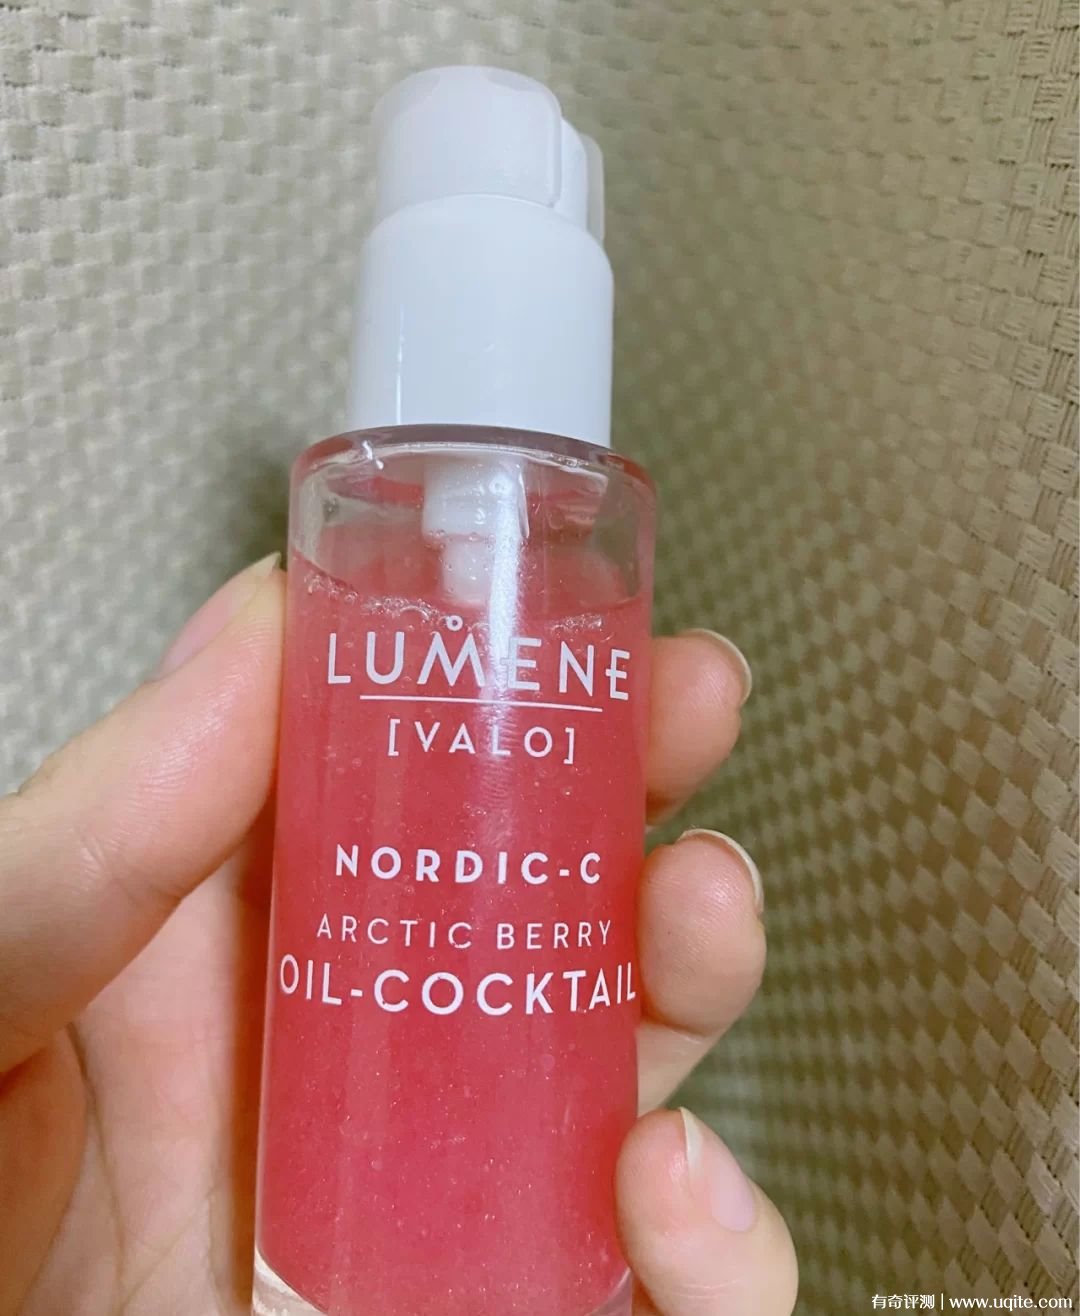 LUMENE
[VALO]
NORDIC-C
ARCTIC BERRY
OIL-COCKTAIL
有奇评测 | www.uqite.com